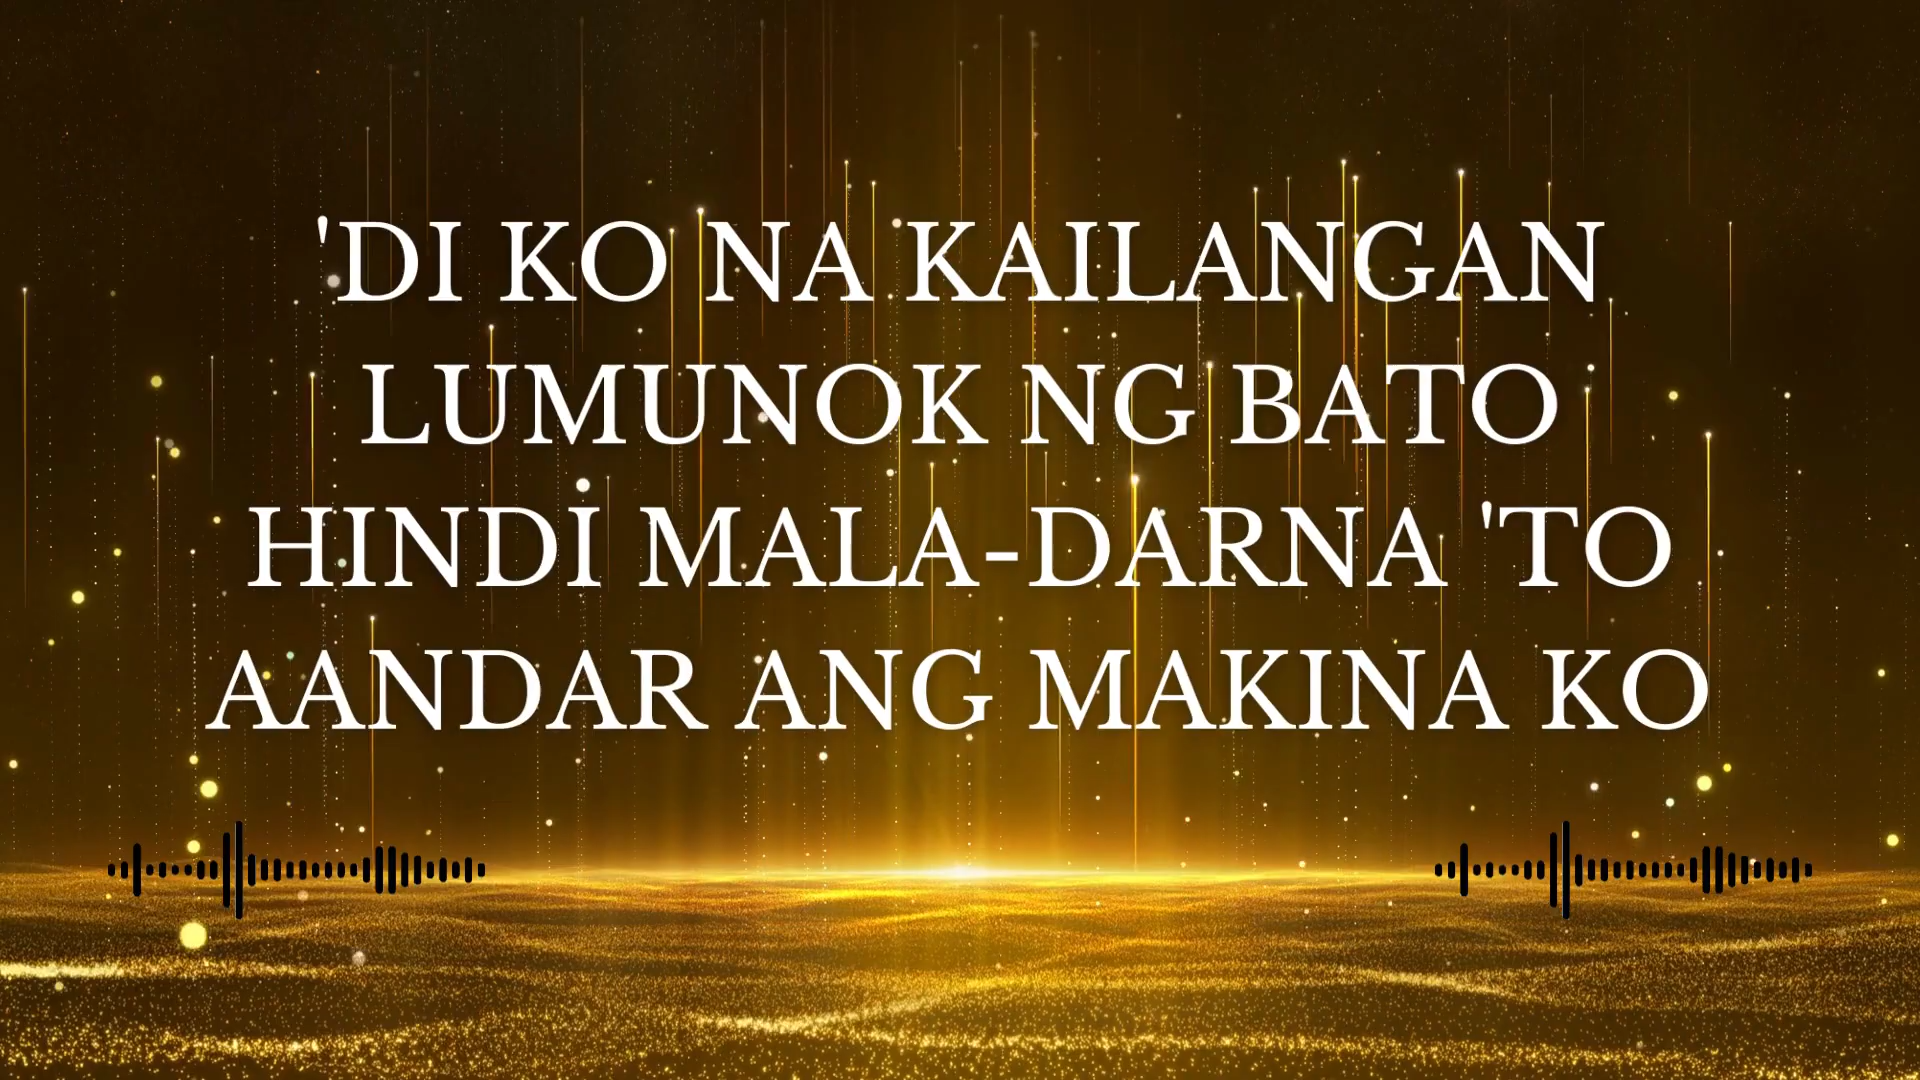 'DI KO NA KAILANGAN
LUMUNOK NG BATO
HINDI MALA-DARNA 'TO
AANDAR ANG MAKINA KO